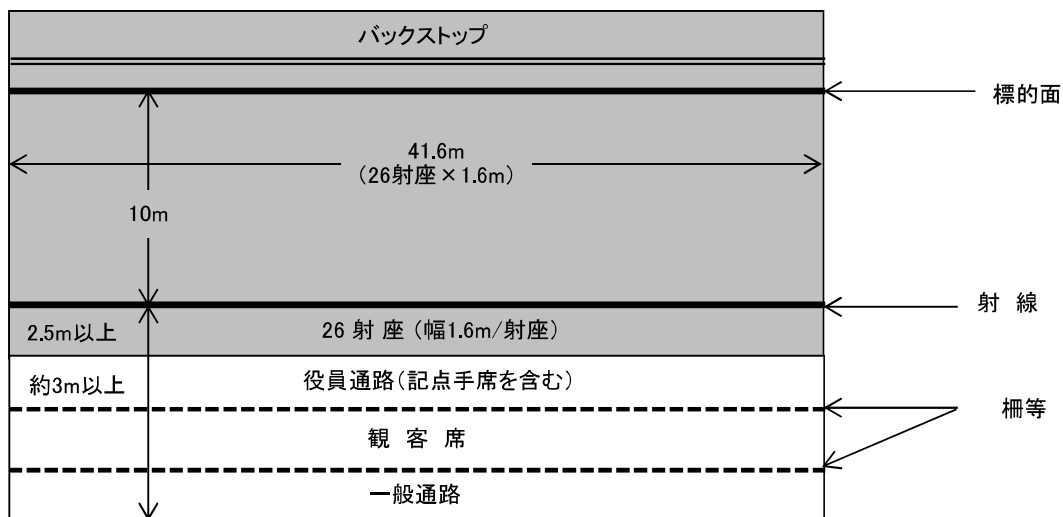 バックストップ
標的面
41.6m
（26射座×1.6m）
10m
射 線
2.5m以上
26 射 座 （幅1.6m/射座）
約3m以上
役員通路（記点手席を含む）
柵等
観 客 席
一般通路